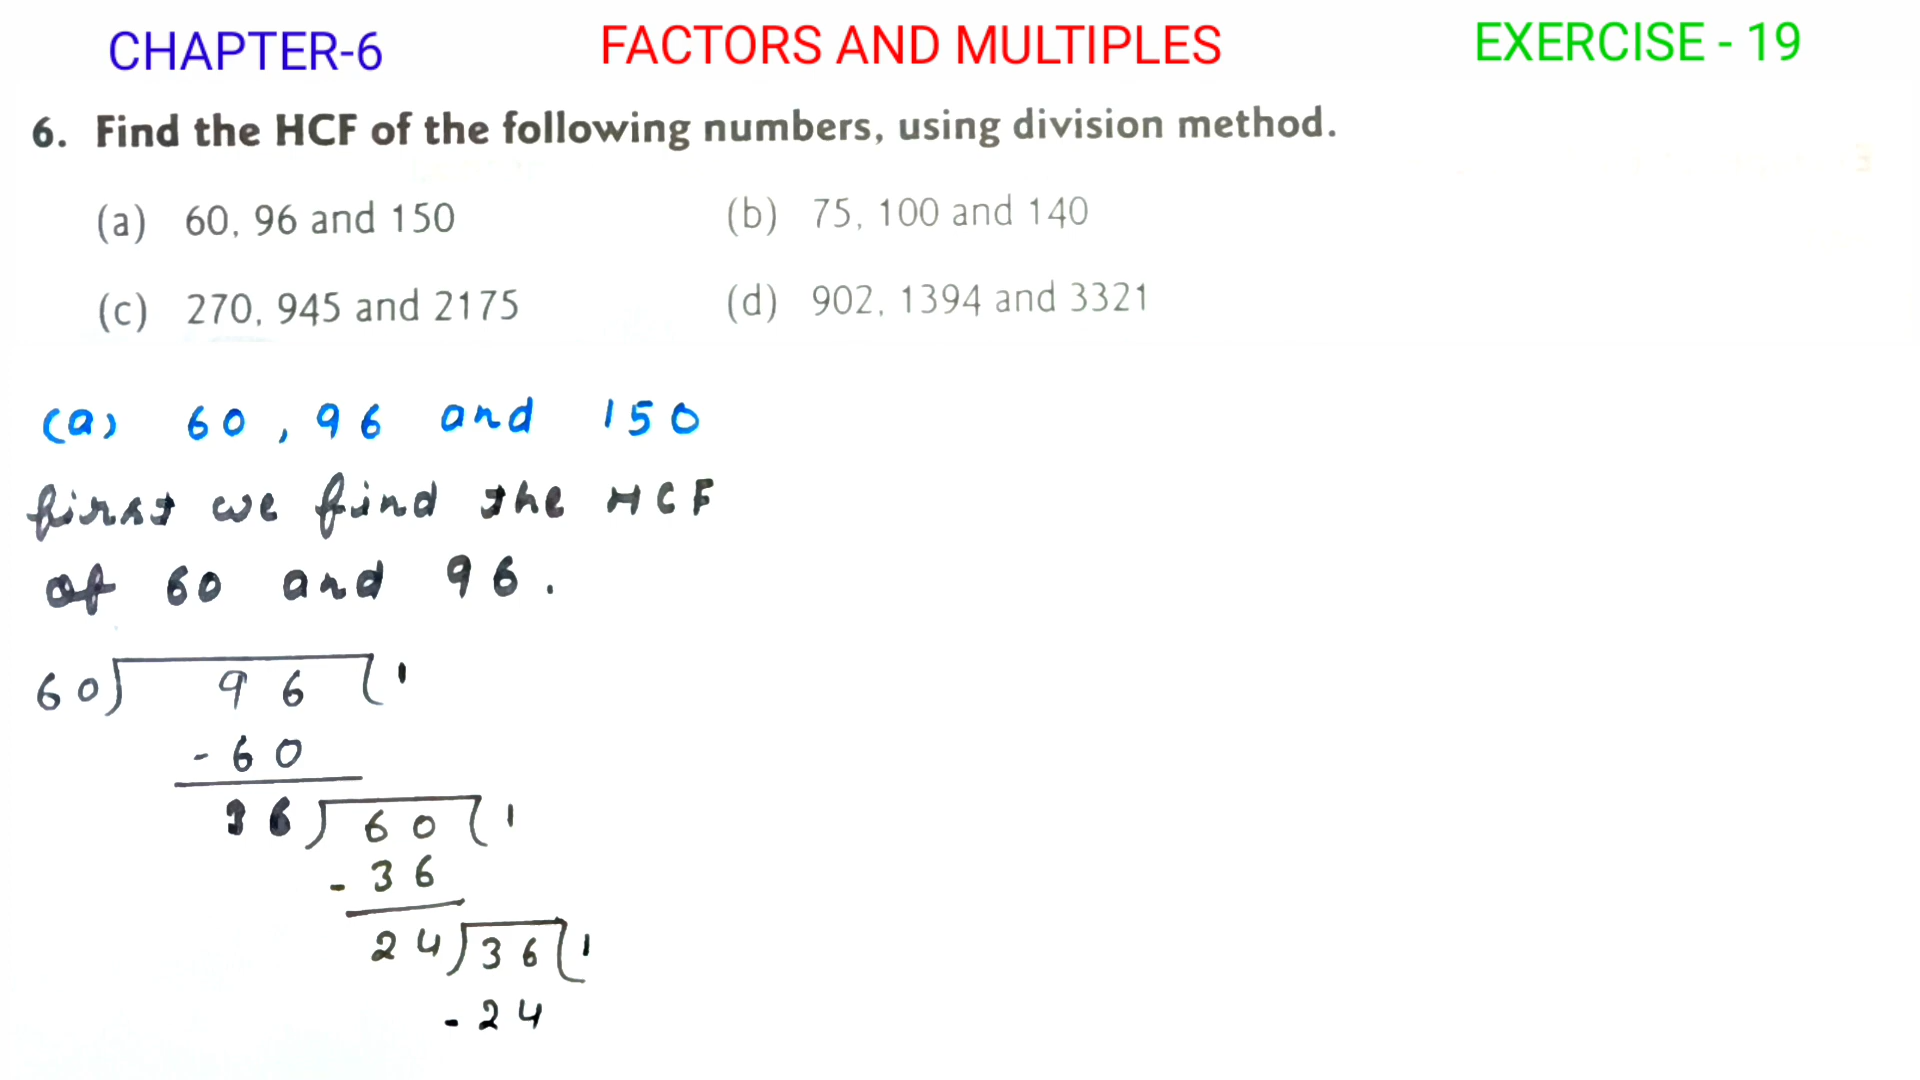 CHAPTER-6 FACTORS AND MULTIPLES EXERCISE - 19
6. Find the HCF of the following numbers, using division method.
(a) 60, 96 and 150 (b) 75, 100 and 140
(c) 270, 945 and 2175 (d) 902, 1394 and 3321
(a) 60, 96 and 150
first we find the HCF
of 60 and 96.
60) 96 ( 1
- 60
36) 60 ( 1
- 36
24) 36 ( 1
- 24